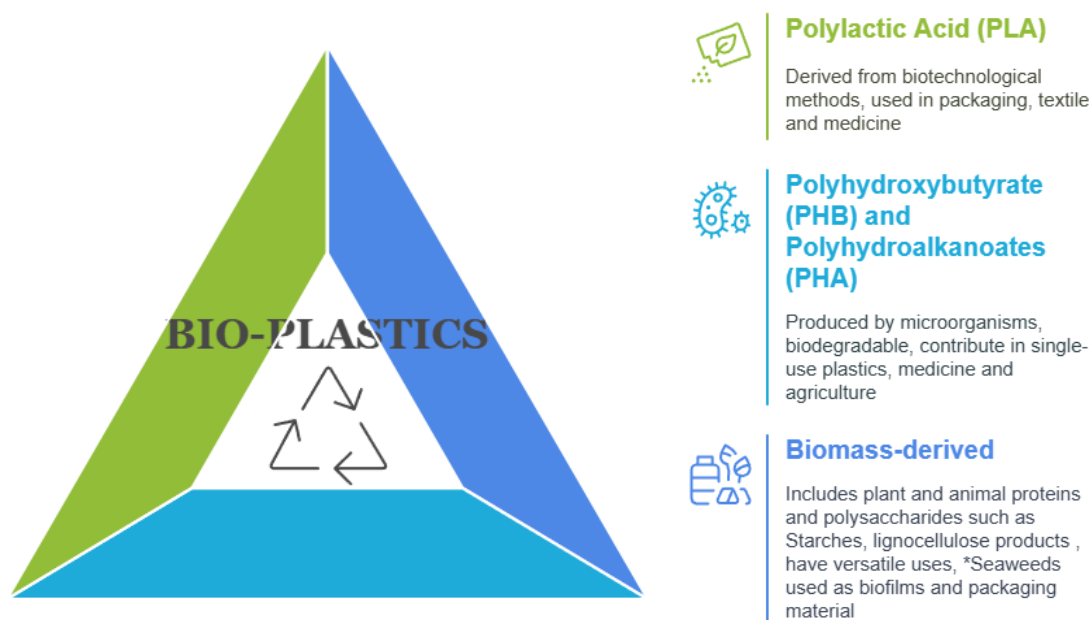 BIO-PLASTICS
Polylactic Acid (PLA)
Derived from biotechnological
methods, used in packaging, textile
and medicine
Polyhydroxybutyrate
(PHB) and
Polyhydroalkanoates
(PHA)
Produced by microorganisms,
biodegradable, contribute in single-
use plastics, medicine and
agriculture
Biomass-derived
Includes plant and animal proteins
and polysaccharides such as
Starches, lignocellulose products ,
have versatile uses, *Seaweeds
used as biofilms and packaging
material